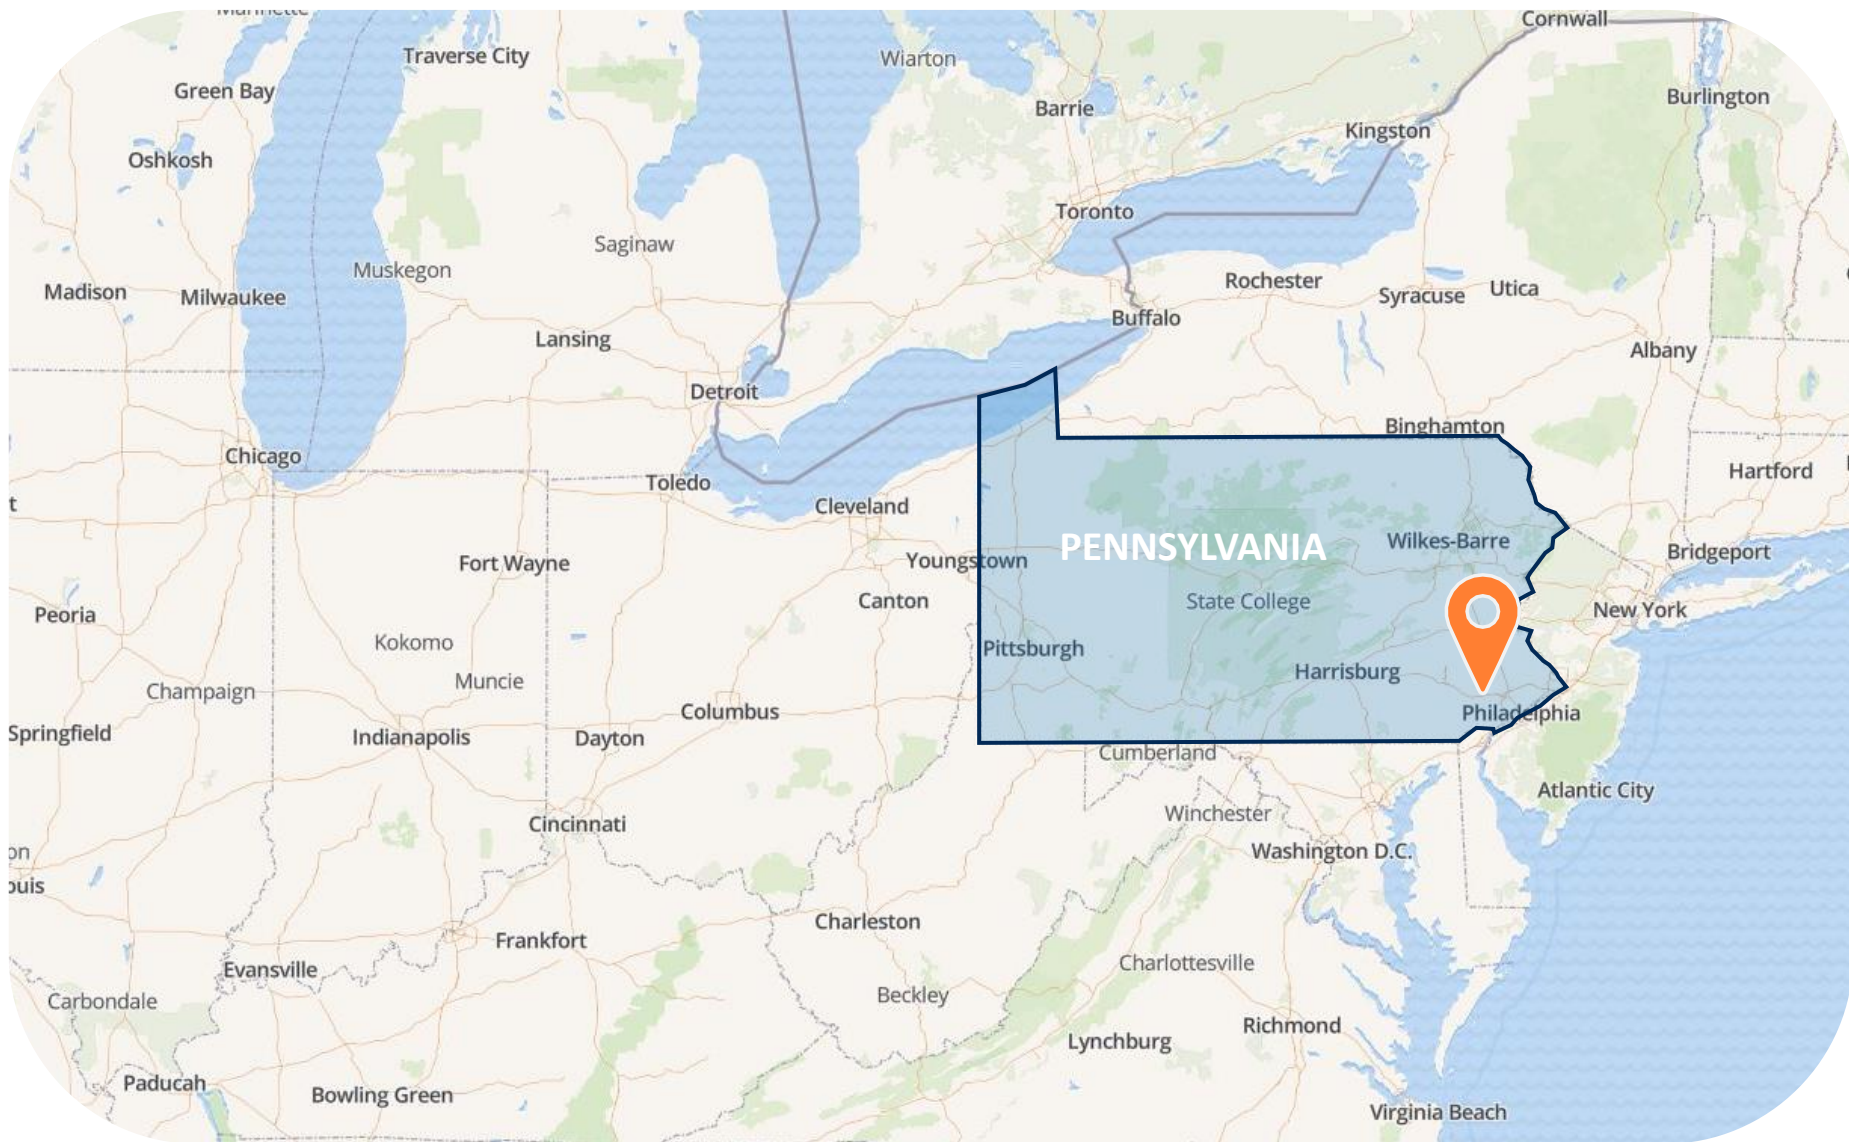 Marinette
Cornwall
Traverse City
Wiarton
Green Bay
Burlington
Barrie
Kingston
Oshkosh
Toronto
Saginaw
Muskegon
Rochester
Utica
Madison
Milwaukee
Syracuse
Buffalo
Lansing
Albany
Detroit
Binghamton
Chicago
Hartford
Toledo
t
Cleveland
Wilkes-Barre
PENNSYLVANIA
Bridgeport
Youngstown
Fort Wayne
Canton
State College
New York
Peoria
Kokomo
Pittsburgh
Harrisburg
Muncie
Champaign
Columbus
Philadelphia
Springfield
Indianapolis
Dayton
Cumberland
Atlantic City
Winchester
Cincinnati
on
Washington D.C.
ouis
Charleston
Frankfort
Charlottesville
Evansville
Beckley
Carbondale
Richmond
Lynchburg
Paducah
Bowling Green
Virginia Beach